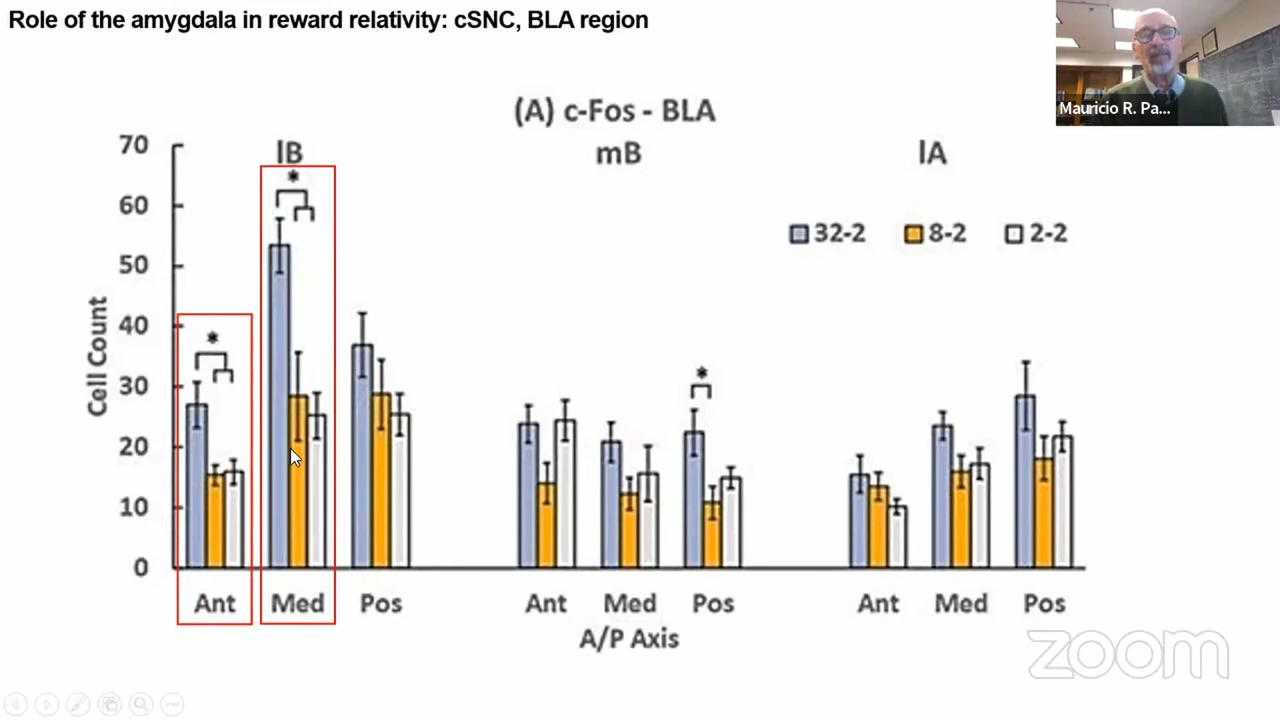 Role of the amygdala in reward relativity: cSNC, BLA region
Mauricio R. Pa...
(A) c-Fos - BLA
lB mB lA
70
60
50
40
30
20
10
0
Cell Count
* * *
32-2 8-2 2-2
Ant Med Pos Ant Med Pos Ant Med Pos
A/P Axis
zoom